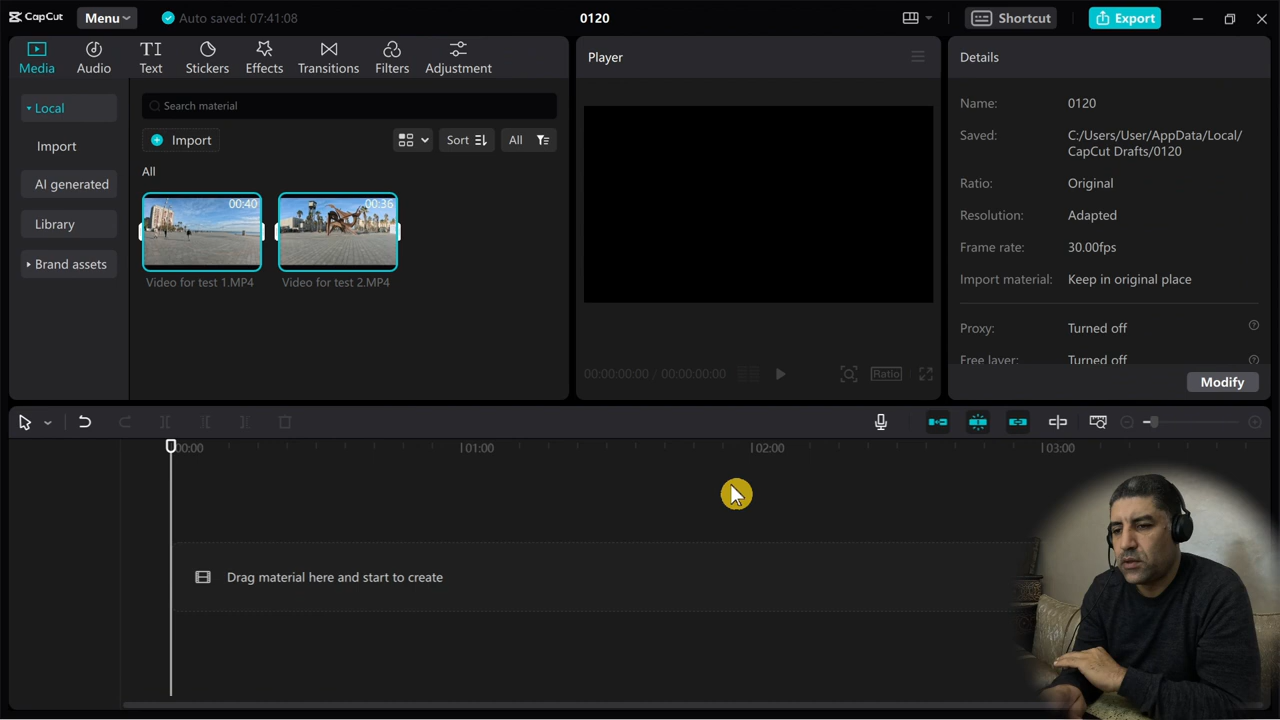 CapCut
Menu
Auto saved: 07:41:08
0120
Shortcut
Export
Media
Audio
Text
Stickers
Effects
Transitions
Filters
Adjustment
Local
Import
AI generated
Library
Brand assets
Search material
Import
Sort
All
All
00:40
00:36
Video for test 1.MP4
Video for test 2.MP4
Player
00:00:00:00 / 00:00:00:00
Ratio
Details
Name: 0120
Saved: C:/Users/User/AppData/Local/
CapCut Drafts/0120
Ratio: Original
Resolution: Adapted
Frame rate: 30.00fps
Import material: Keep in original place
Proxy: Turned off
Free layer: Turned off
Modify
00:00
01:00
02:00
03:00
Drag material here and start to create